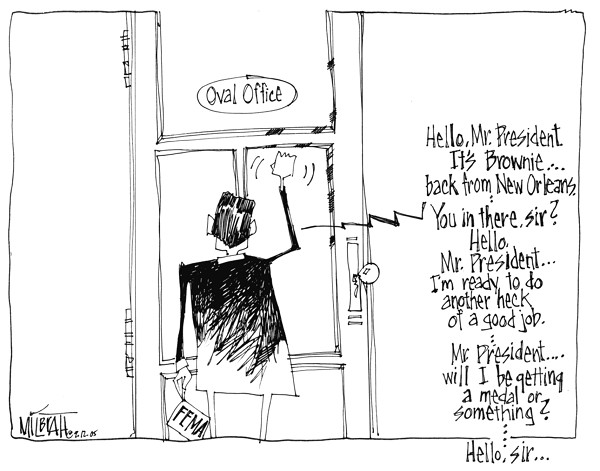 Oval Office
Hello, Mr. President
It's Brownie....
back from New Orleans.
You in there, sir?
Hello,
Mr. President...
I'm ready to do
another heck
of a good job.
Mr. President....
will I be getting
a medal or
something?
Hello, sir...
FEMA
MILBRATH
9.12.05